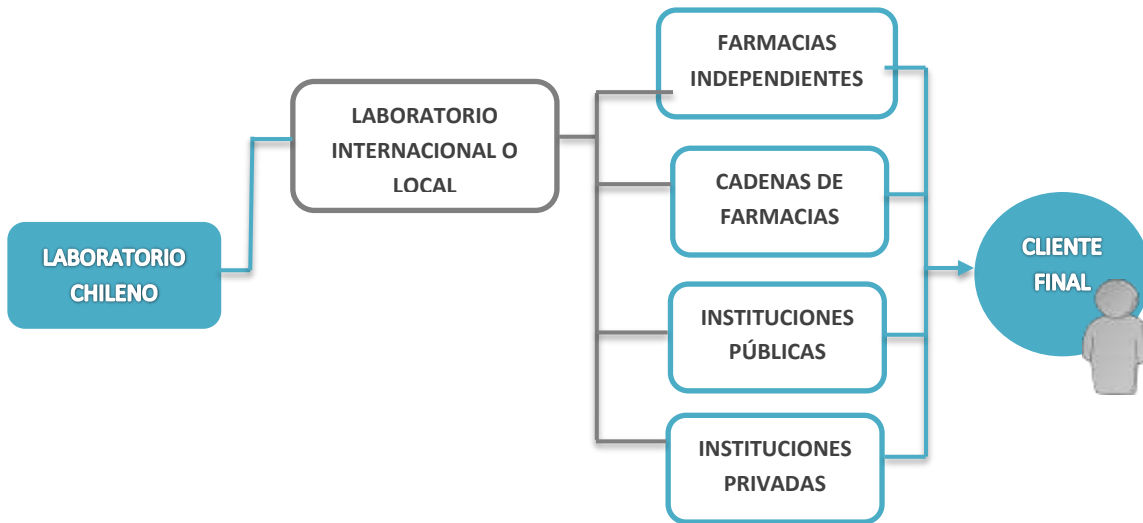 LABORATORIO
CHILENO
LABORATORIO
INTERNACIONAL O
LOCAL
FARMACIAS
INDEPENDIENTES
CADENAS DE
FARMACIAS
INSTITUCIONES
PÚBLICAS
INSTITUCIONES
PRIVADAS
CLIENTE
FINAL